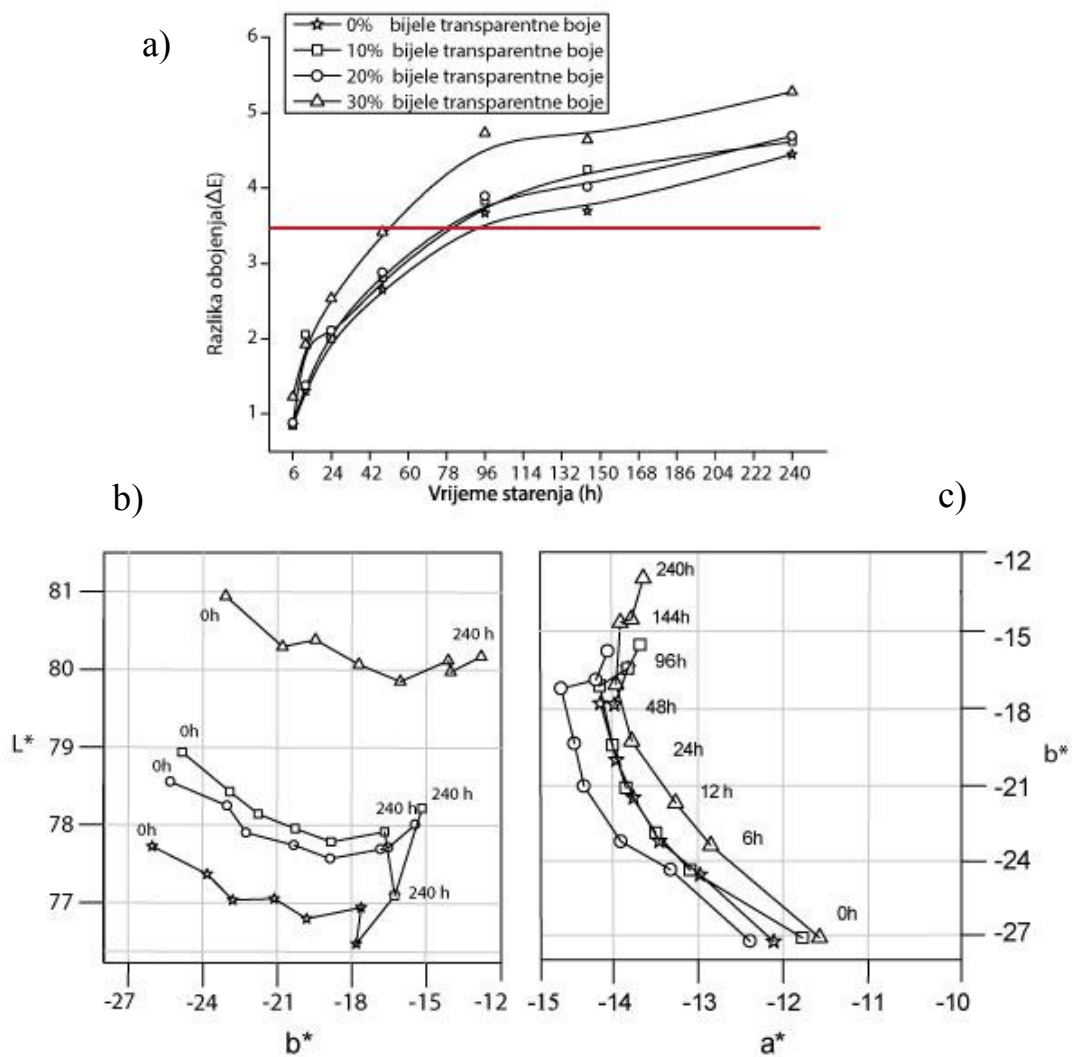 a)
0% bijele transparentne boje
10% bijele transparentne boje
20% bijele transparentne boje
30% bijele transparentne boje
Razlika obojenja(ΔE)
6
5
4
3
2
1
6 24 42 60 78 96 114 132 150 168 186 204 222 240
Vrijeme starenja (h)
b)
L*
81
80
79
78
77
0h
240 h
0h
0h
240 h
240 h
0h
240 h
-27 -24 -21 -18 -15 -12
b*
c)
240h
144h
96h
48h
24h
12 h
6h
0h
-12
-15
-18
-21
-24
-27
b*
-15 -14 -13 -12 -11 -10
a*